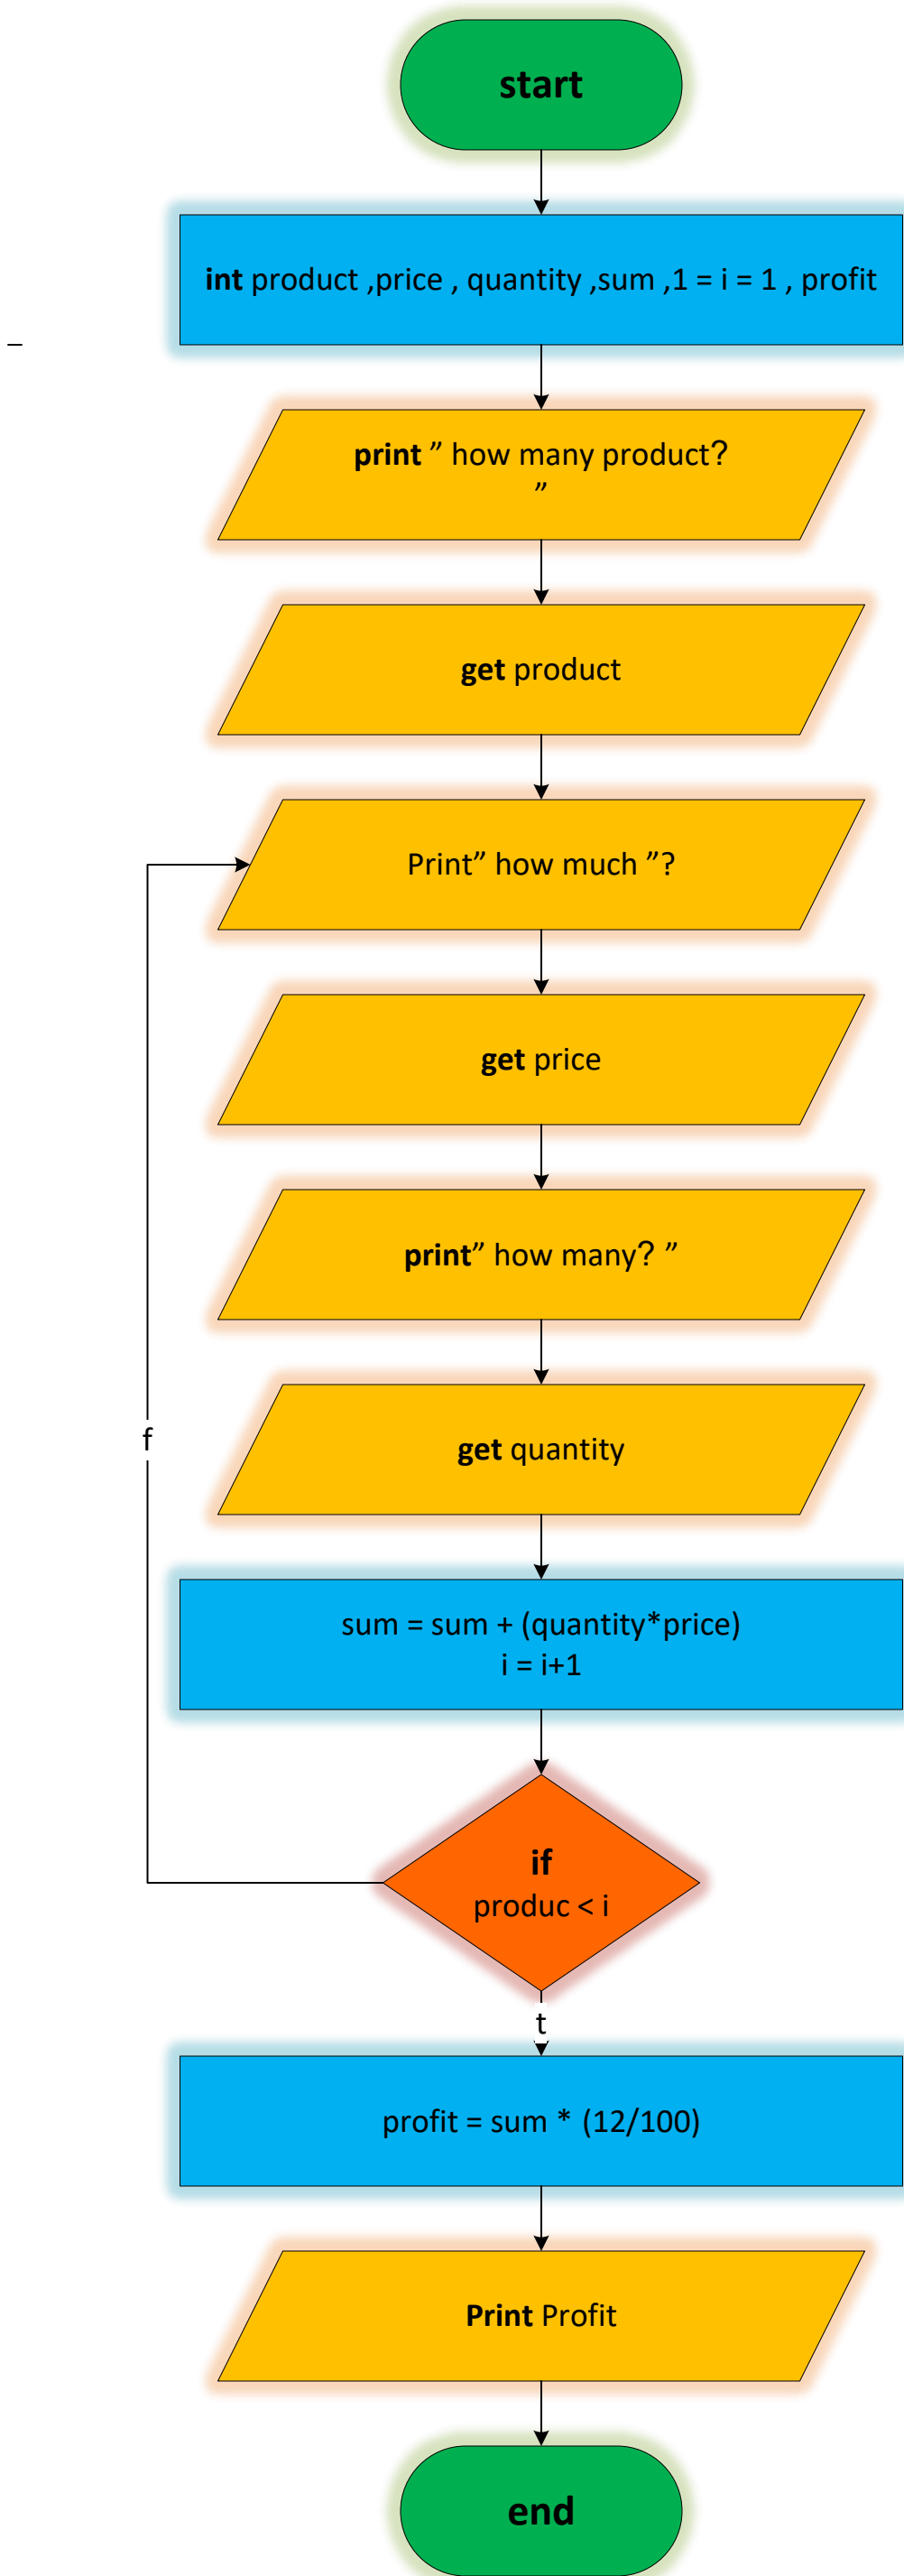 start
int product ,price , quantity ,sum ,1 = i = 1 , profit
_
print ” how many product?
”
get product
Print” how much ”?
get price
print” how many? ”
get quantity
f
sum = sum + (quantity*price)
i = i+1
if
produc < i
t
profit = sum * (12/100)
Print Profit
end